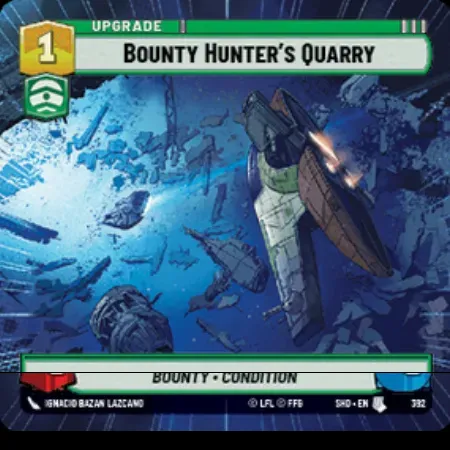 UPGRADE
1
BOUNTY HUNTER'S QUARRY
BOUNTY • CONDITION
IGNACIO BAZAN LAZCANO
© LFL © FFG
SHD • EN
392